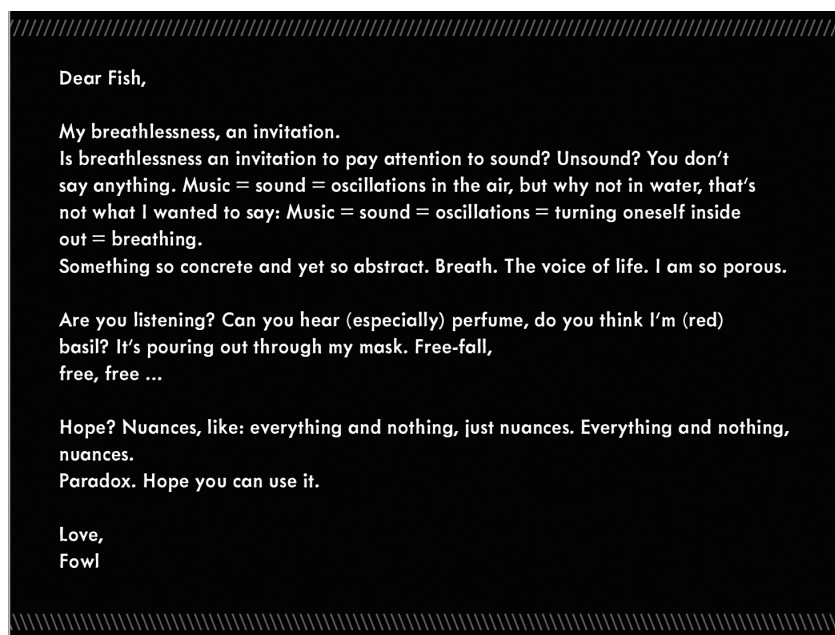 Dear Fish,
My breathlessness, an invitation.
Is breathlessness an invitation to pay attention to sound? Unsound? You don’t
say anything. Music = sound = oscillations in the air, but why not in water, that’s
not what I wanted to say: Music = sound = oscillations = turning oneself inside
out = breathing.
Something so concrete and yet so abstract. Breath. The voice of life. I am so porous.
Are you listening? Can you hear (especially) perfume, do you think I’m (red)
basil? It’s pouring out through my mask. Free-fall,
free, free ...
Hope? Nuances, like: everything and nothing, just nuances. Everything and nothing,
nuances.
Paradox. Hope you can use it.
Love,
Fowl